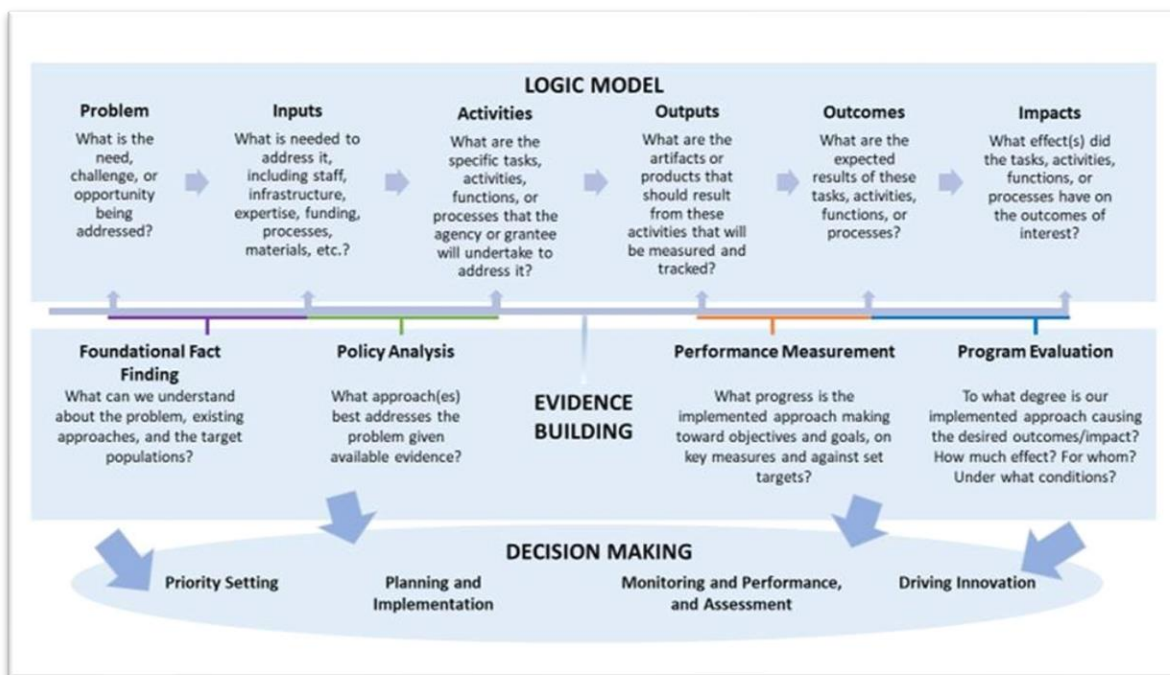 LOGIC MODEL
Problem
What is the
need,
challenge, or
opportunity
being
addressed?
Inputs
What is needed to
address it,
including staff,
infrastructure,
expertise, funding,
processes,
materials, etc.?
Activities
What are the
specific tasks,
activities,
functions, or
processes that the
agency or grantee
will undertake to
address it?
Outputs
What are the
artifacts or
products that
should result
from these
activities that will
be measured and
tracked?
Outcomes
What are the
expected
results of these
tasks, activities,
functions, or
processes?
Impacts
What effect(s) did
the tasks, activities,
functions, or
processes have on
the outcomes of
interest?
Foundational Fact
Finding
What can we understand
about the problem, existing
approaches, and the target
populations?
Policy Analysis
What approach(es)
best addresses the
problem given
available evidence?
EVIDENCE
BUILDING
Performance Measurement
What progress is the
implemented approach making
toward objectives and goals, on
key measures and against set
targets?
Program Evaluation
To what degree is our
implemented approach causing
the desired outcomes/impact?
How much effect? For whom?
Under what conditions?
DECISION MAKING
Priority Setting
Planning and
Implementation
Monitoring and Performance,
and Assessment
Driving Innovation